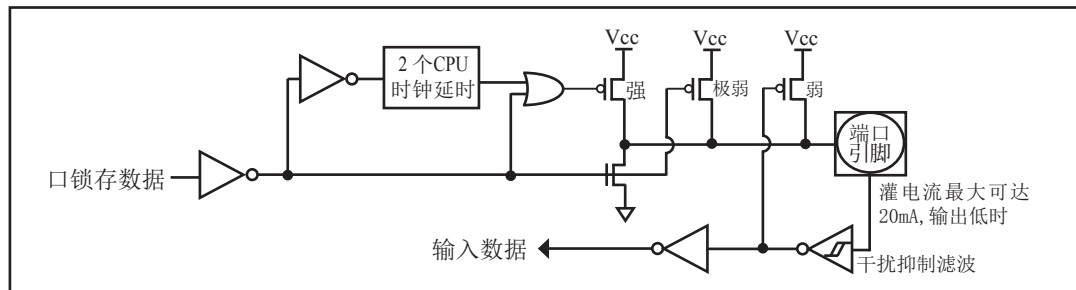 Vcc
Vcc
Vcc
2 个CPU
时钟延时
强
极弱
弱
端口
引脚
口锁存数据
灌电流最大可达
20mA,输出低时
输入数据
干扰抑制滤波